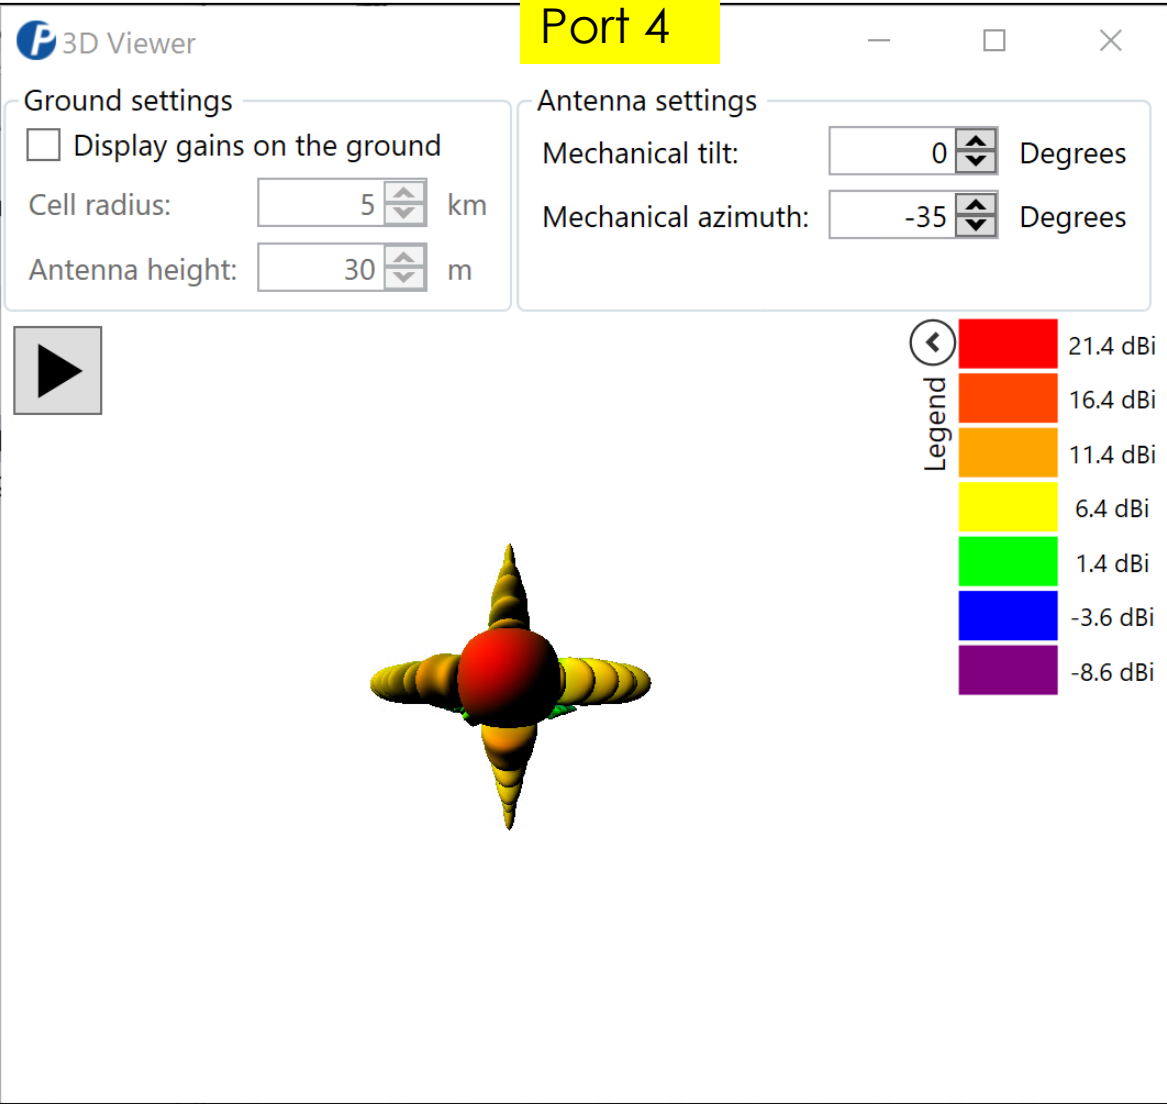 Port 4
3D Viewer
Ground settings
Display gains on the ground
Cell radius: 5 km
Antenna height: 30 m
Antenna settings
Mechanical tilt: 0 Degrees
Mechanical azimuth: -35 Degrees
Legend
21.4 dBi
16.4 dBi
11.4 dBi
6.4 dBi
1.4 dBi
-3.6 dBi
-8.6 dBi